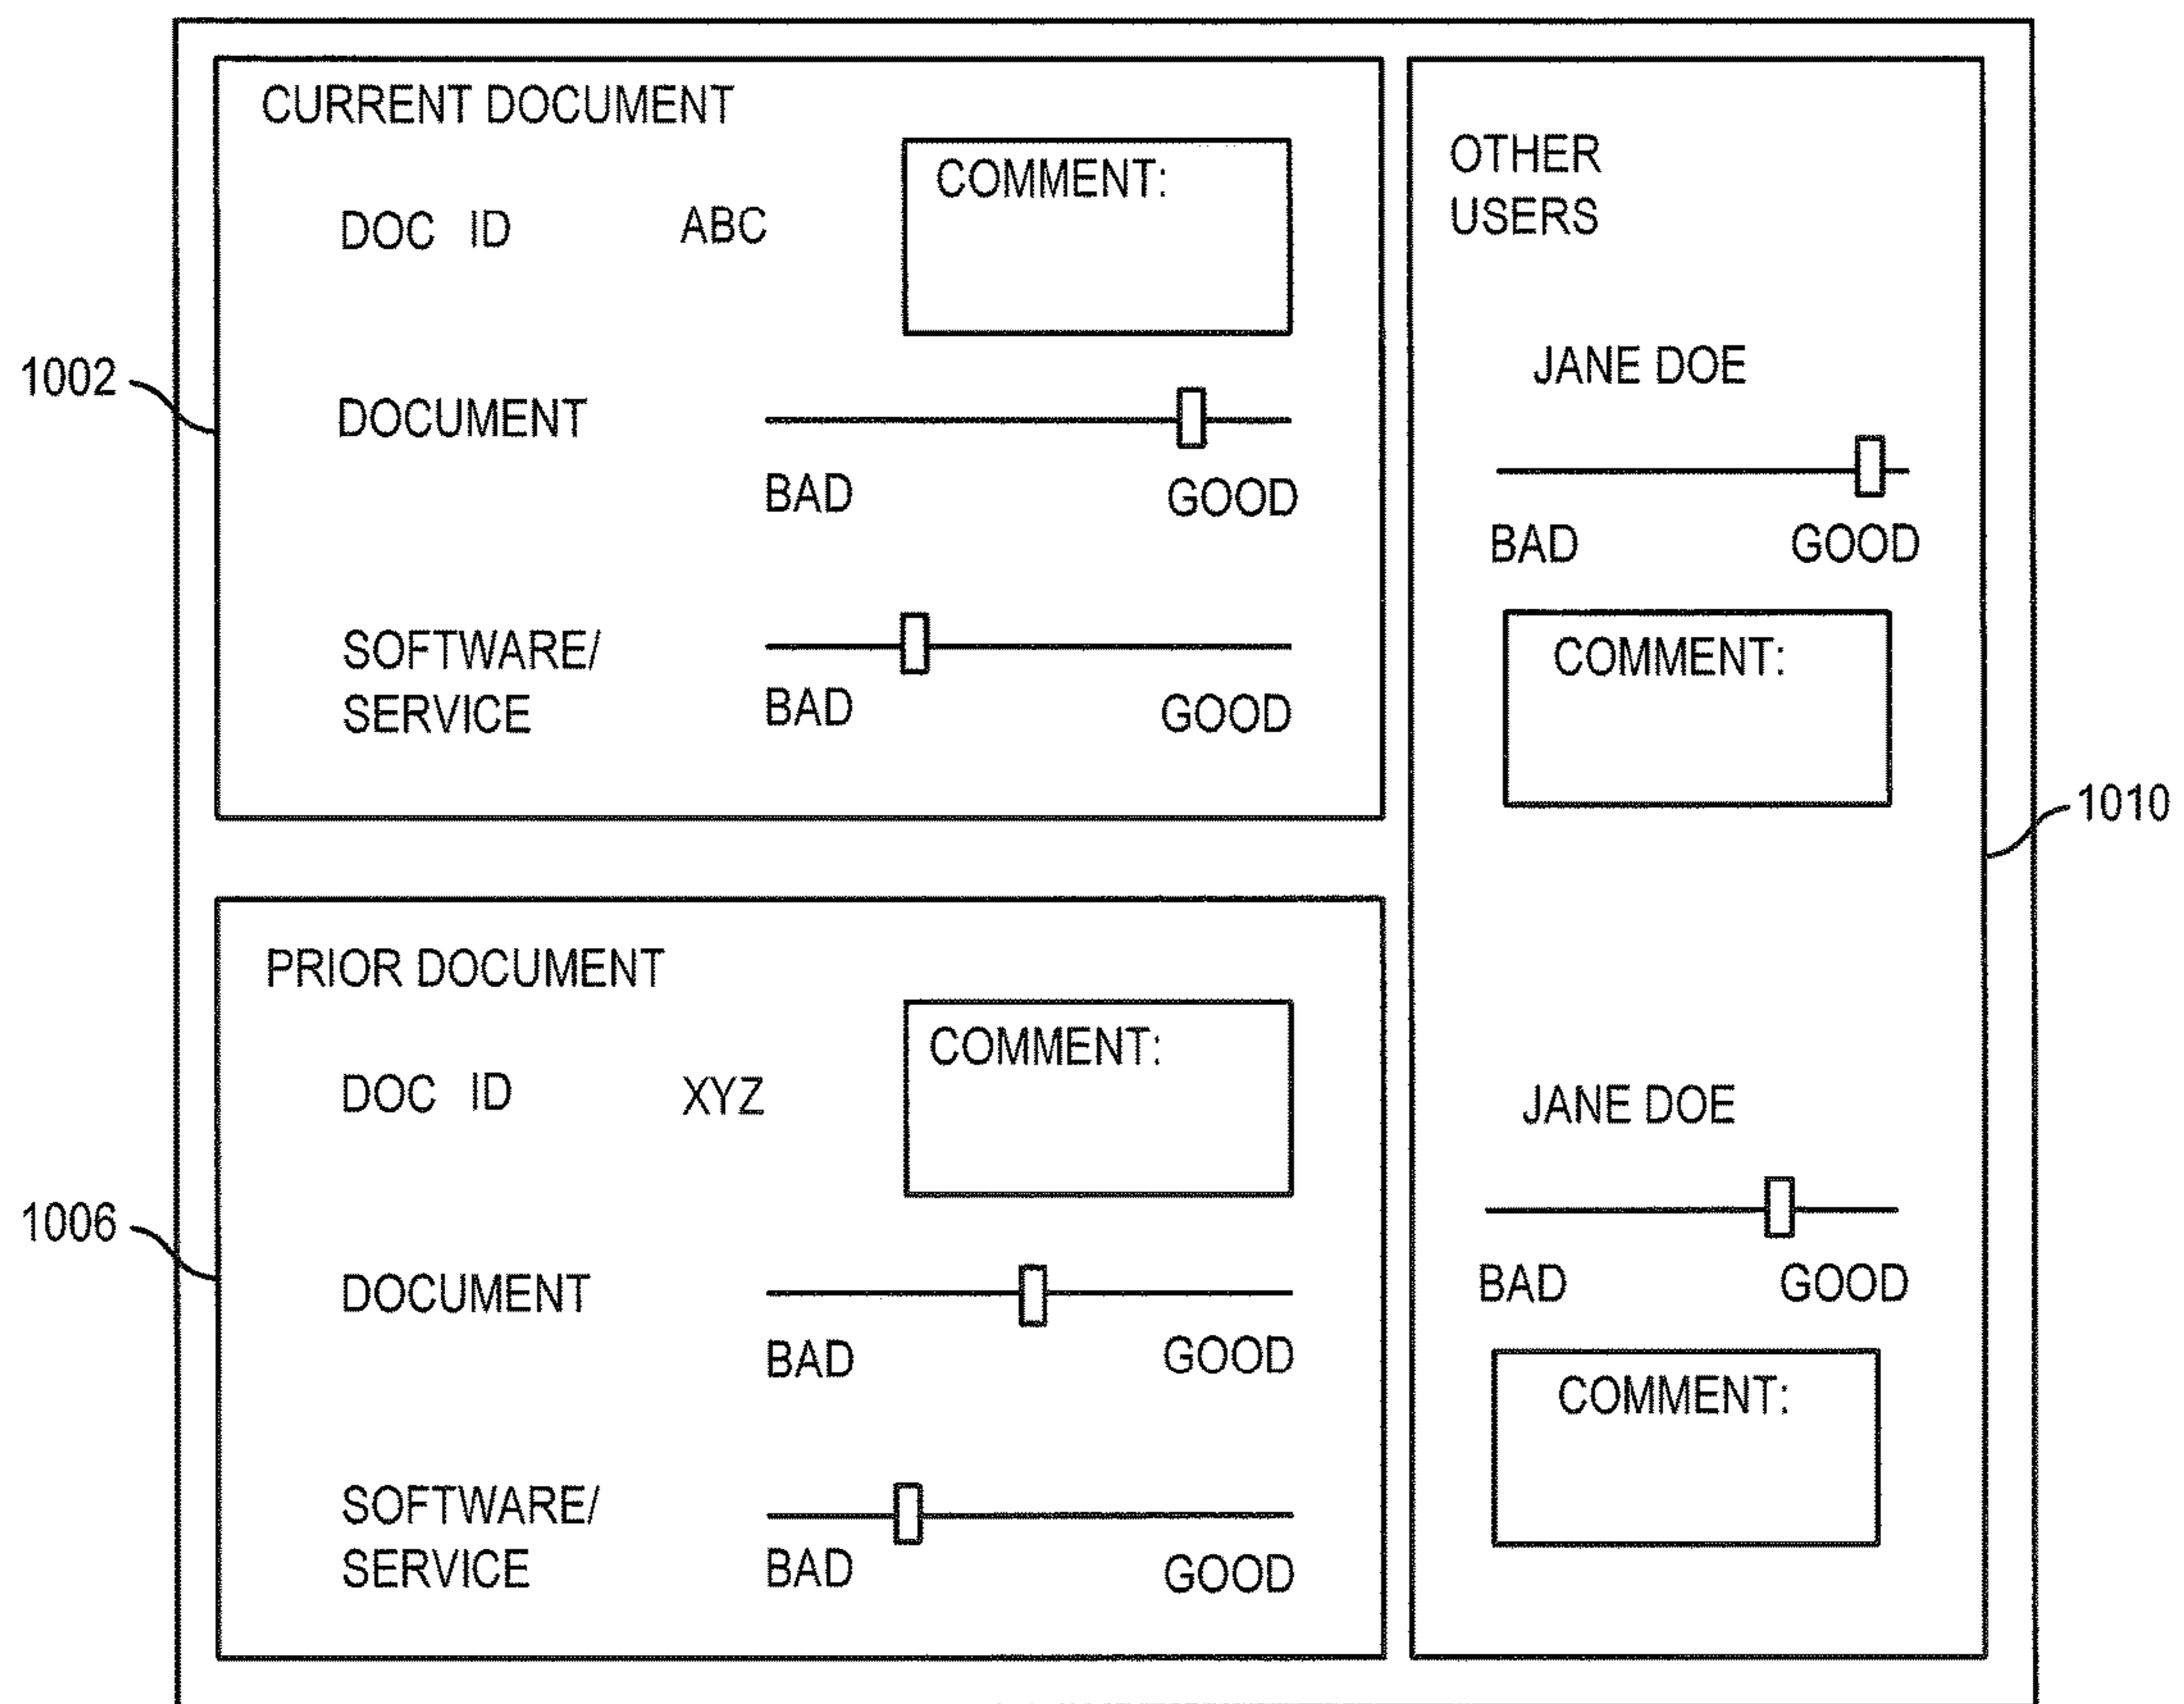 CURRENT DOCUMENT
COMMENT:
DOC ID ABC
1002
DOCUMENT
BAD GOOD
SOFTWARE/
SERVICE
BAD GOOD
PRIOR DOCUMENT
COMMENT:
DOC ID XYZ
1006
DOCUMENT
BAD GOOD
SOFTWARE/
SERVICE
BAD GOOD
OTHER
USERS
JANE DOE
BAD GOOD
COMMENT:
1010
JANE DOE
BAD GOOD
COMMENT: